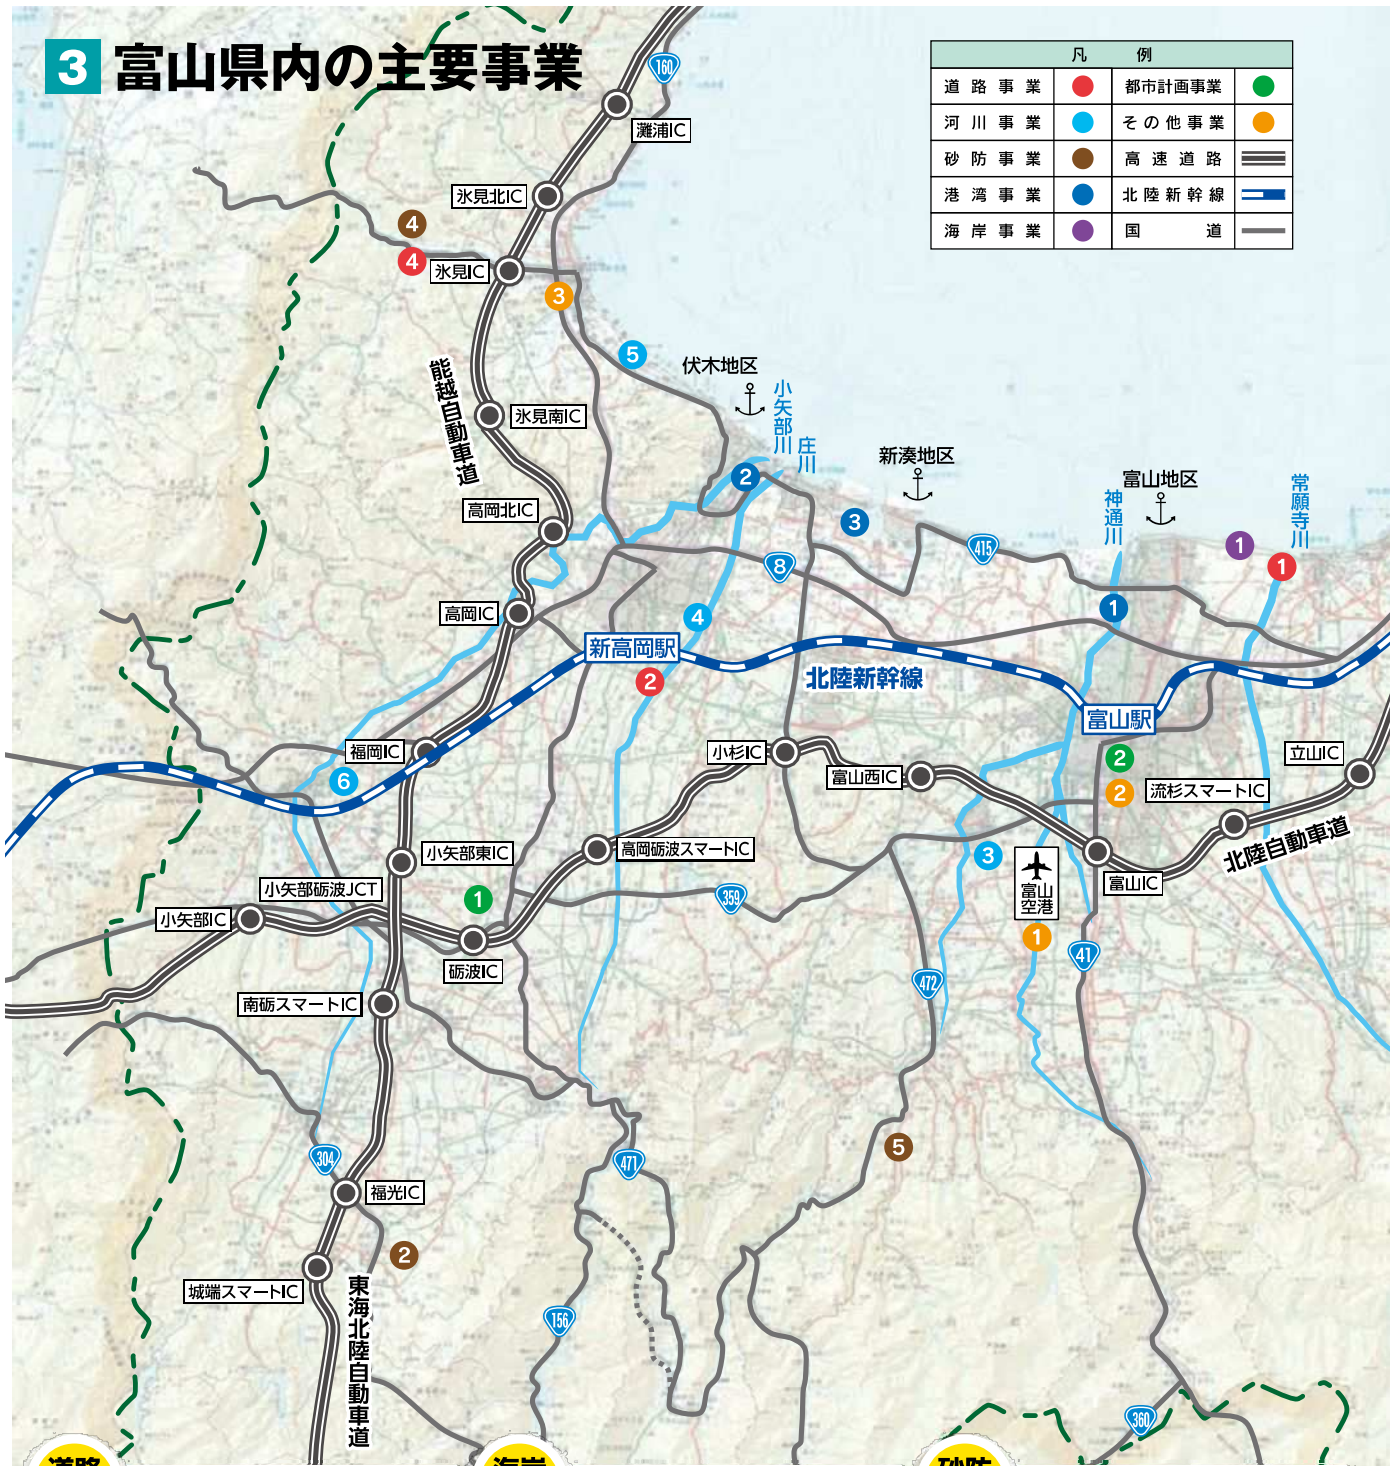 3 富山県内の主要事業
凡 例
道路事業 都市計画事業
河川事業 その他事業
砂防事業 高速道路
港湾事業 北陸新幹線
海岸事業 国道
160
灘浦IC
氷見北IC
4
4
氷見IC
3
5
伏木地区
能越自動車道
小矢部川
庄川
氷見南IC
新湊地区
富山地区
神通川
常願寺川
2
高岡北IC
3
415
1
1
8
高岡IC
4
1
新高岡駅
2
北陸新幹線
富山駅
福岡IC
小杉IC
2
立山IC
6
富山西IC
2
流杉スマートIC
小矢部東IC
高岡砺波スマートIC
3
北陸自動車道
富山空港
富山IC
小矢部砺波JCT
1
359
小矢部IC
砺波IC
1
41
472
南砺スマートIC
5
304
471
福光IC
2
城端スマートIC
東海北陸自動車道
156
360
道路
海岸
砂防